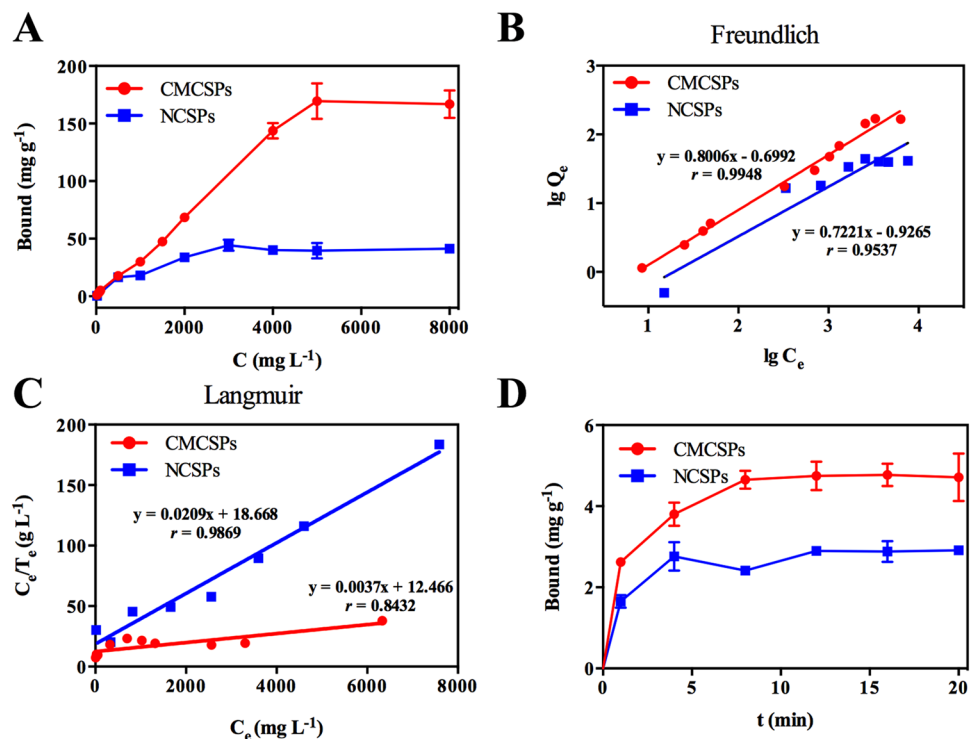 A
200
150
100
50
0
Bound (mg g⁻¹)
CMCSPs
NCSPs
0
2000
4000
6000
8000
C (mg L⁻¹)
B
Freundlich
3
2
1
0
lg Qₑ
CMCSPs
NCSPs
y = 0.8006x - 0.6992
r = 0.9948
y = 0.7221x - 0.9265
r = 0.9537
1
2
3
4
lg Cₑ
C
Langmuir
200
150
100
50
0
Cₑ/Tₑ (g L⁻¹)
CMCSPs
NCSPs
y = 0.0209x + 18.668
r = 0.9869
y = 0.0037x + 12.466
r = 0.8432
0
2000
4000
6000
8000
Cₑ (mg L⁻¹)
D
6
4
2
0
Bound (mg g⁻¹)
CMCSPs
NCSPs
0
5
10
15
20
t (min)